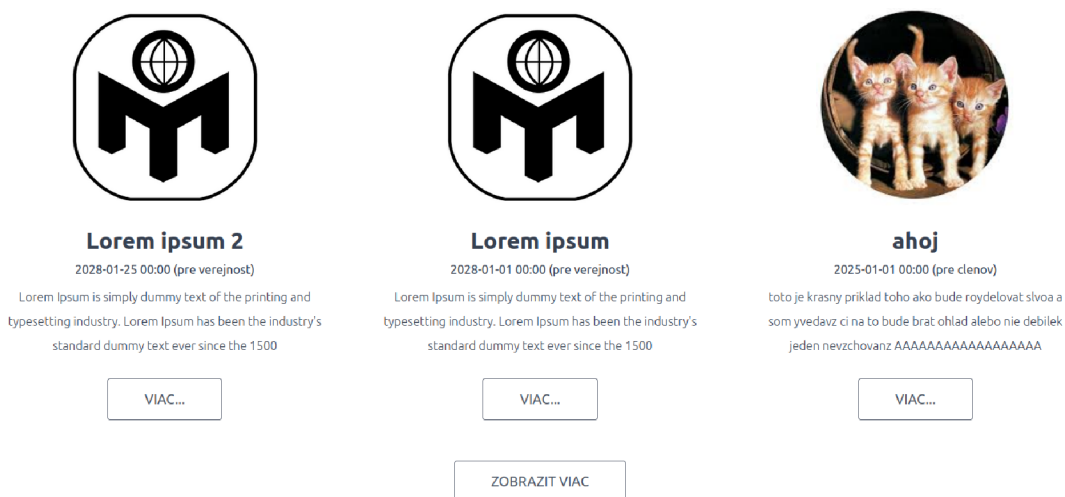 Lorem ipsum 2
2028-01-25 00:00 (pre verejnost)
Lorem Ipsum is simply dummy text of the printing and
typesetting industry. Lorem Ipsum has been the industry's
standard dummy text ever since the 1500
VIAC...
Lorem ipsum
2028-01-01 00:00 (pre verejnost)
Lorem Ipsum is simply dummy text of the printing and
typesetting industry. Lorem Ipsum has been the industry's
standard dummy text ever since the 1500
VIAC...
ahoj
2025-01-01 00:00 (pre clenov)
toto je krasny priklad toho ako bude roydelovat slvoa a
som yvedavz ci na to bude brat ohlad alebo nie debilek
jeden nevzchovanz AAAAAAAAAAAAAAAAAA
VIAC...
ZOBRAZIT VIAC